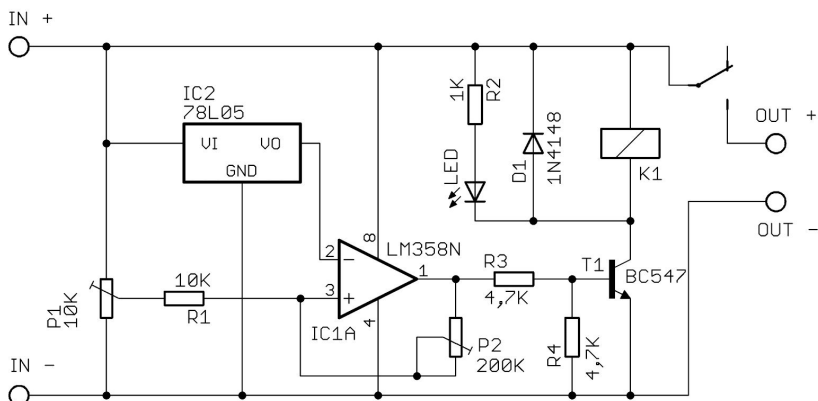 IN +
IC2
78L05
VI
VO
GND
1K
R2
LED
D1
1N4148
K1
OUT +
OUT -
P1
10K
10K
R1
2
-
3
+
8
4
1
LM358N
IC1A
R3
4,7K
P2
200K
R4
4,7K
T1
BC547
IN -